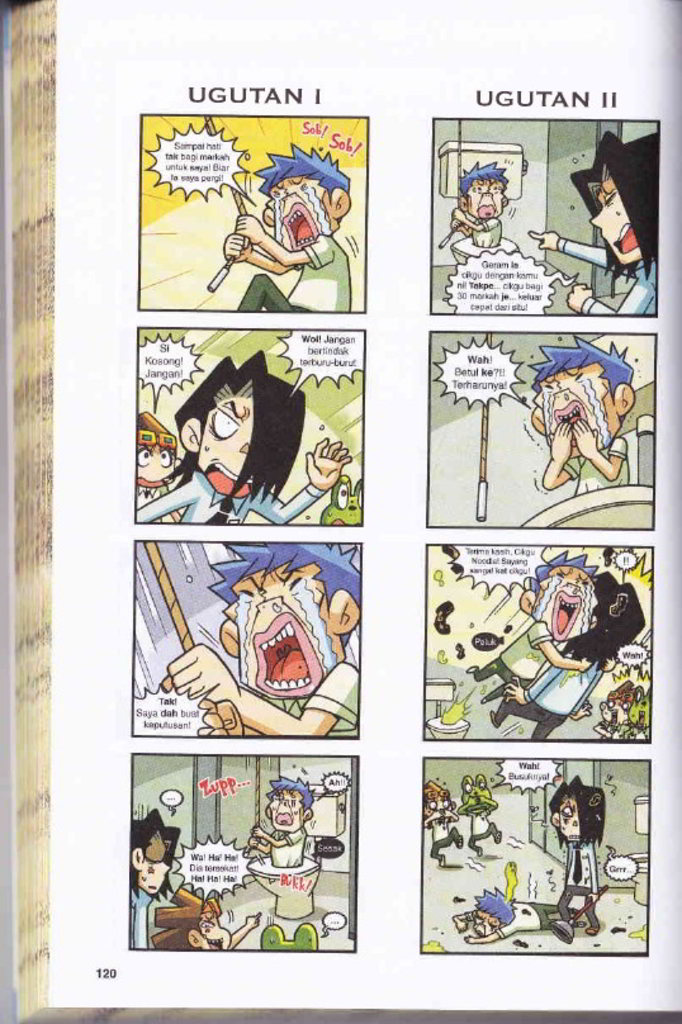 UGUTAN I
Sob! Sob!
Sampai hati
tak bagi markah
untuk saya! Biar
la saya pergi!
Si
Kosong!
Jangan!
Woi! Jangan
bertindak
terburu-buru!
Tak!
Saya dah buat
keputusan!
...
Zupp...
Ah!!
Sebak
Wa! Ha! Ha!
Dia tersekat!
Ha! Ha! Ha!
Pukk!
...
UGUTAN II
Geram la
cikgu dengan kamu
ni! Takpe... cikgu bagi
30 markah je... keluar
cepat dari situ!
Wah!
Betul ke?!!
Terharunya!
Terima kasih, Cikgu
Noodle! Sayang
sangat kat cikgu!
!!
Peluk
Wah!
Wah!
Busuknya!
Grrr...
120